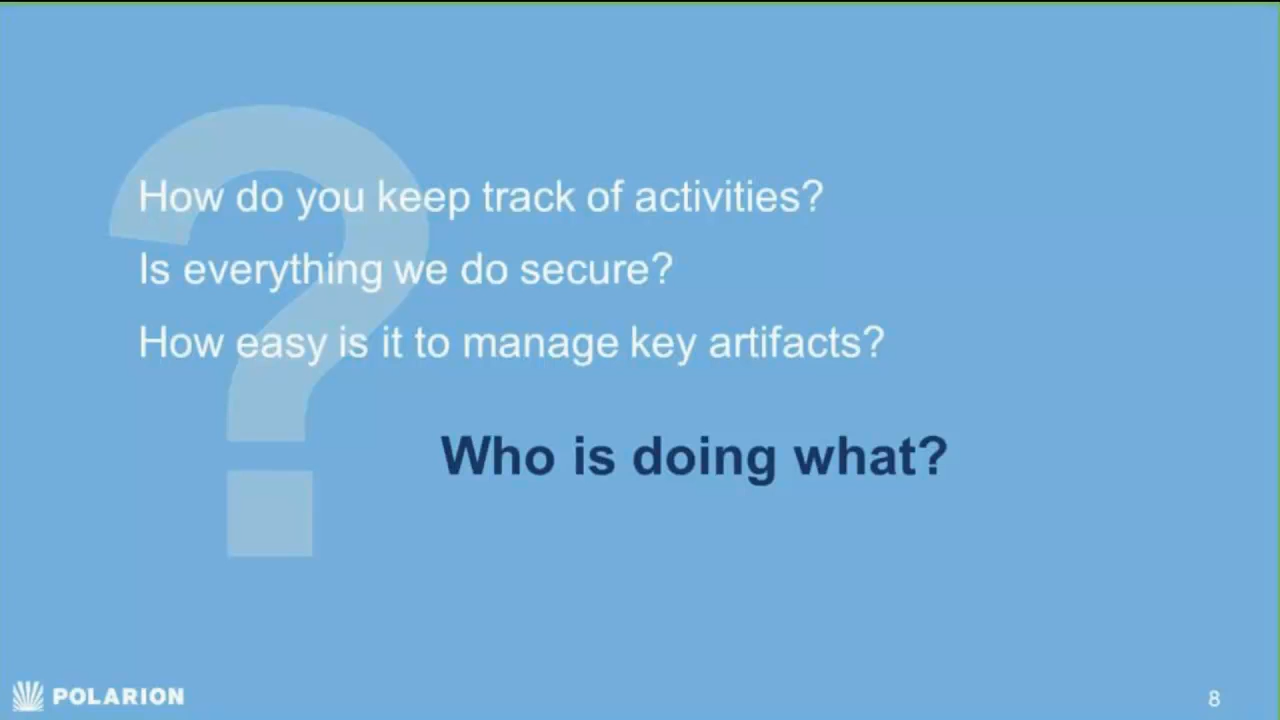 How do you keep track of activities?
Is everything we do secure?
How easy is it to manage key artifacts?
Who is doing what?
POLARION
8